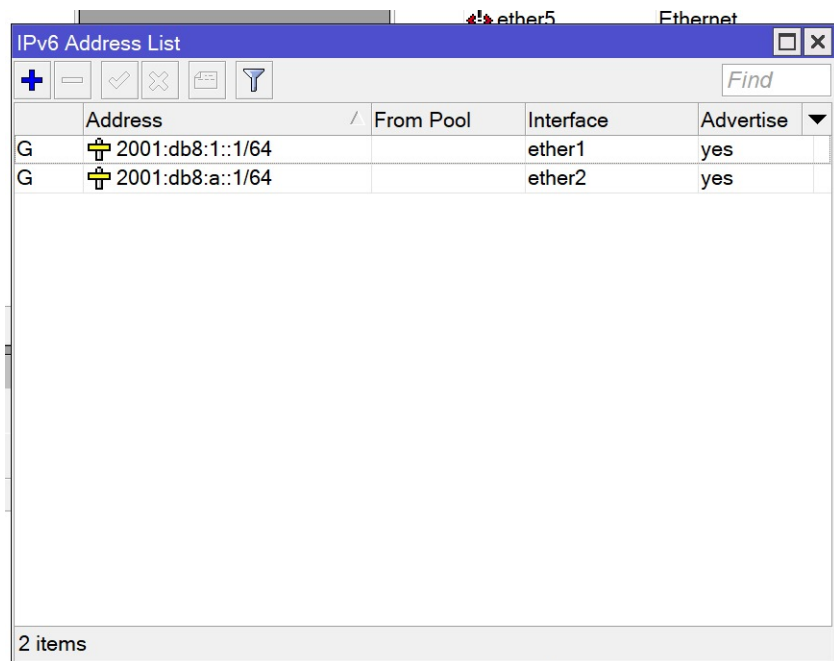 ether5 Ethernet
IPv6 Address List
Find
Address From Pool Interface Advertise
G 2001:db8:1::1/64 ether1 yes
G 2001:db8:a::1/64 ether2 yes
2 items